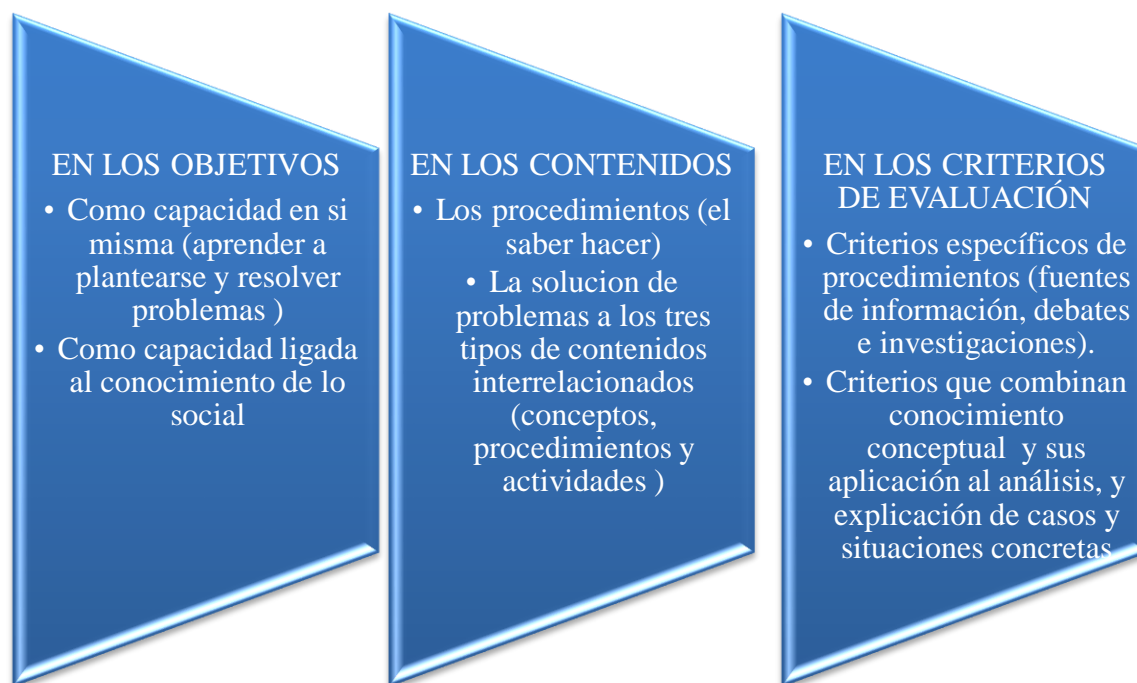 EN LOS OBJETIVOS
• Como capacidad en si
misma (aprender a
plantearse y resolver
problemas )
• Como capacidad ligada
al conocimiento de lo
social
EN LOS CONTENIDOS
• Los procedimientos (el
saber hacer)
• La solucion de
problemas a los tres
tipos de contenidos
interrelacionados
(conceptos,
procedimientos y
actividades )
EN LOS CRITERIOS
DE EVALUACIÓN
• Criterios específicos de
procedimientos (fuentes
de información, debates
e investigaciones).
• Criterios que combinan
conocimiento
conceptual y sus
aplicación al análisis, y
explicación de casos y
situaciones concretas